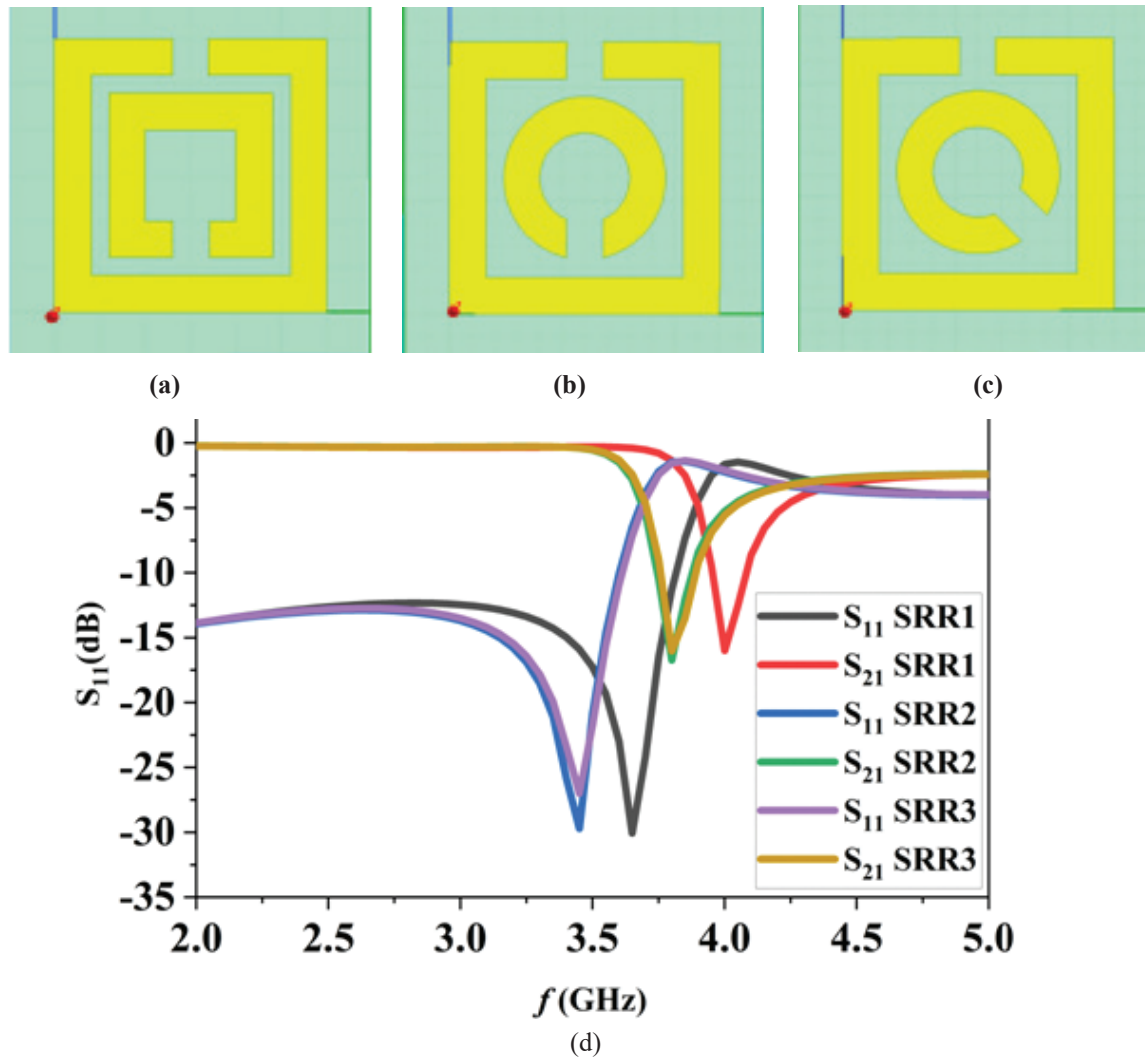 (a) (b) (c)
0
-5
-10
-15
-20
-25
-30
-35
S₁₁(dB)
S₁₁ SRR1
S₂₁ SRR1
S₁₁ SRR2
S₂₁ SRR2
S₁₁ SRR3
S₂₁ SRR3
2.0 2.5 3.0 3.5 4.0 4.5 5.0
f (GHz)
(d)